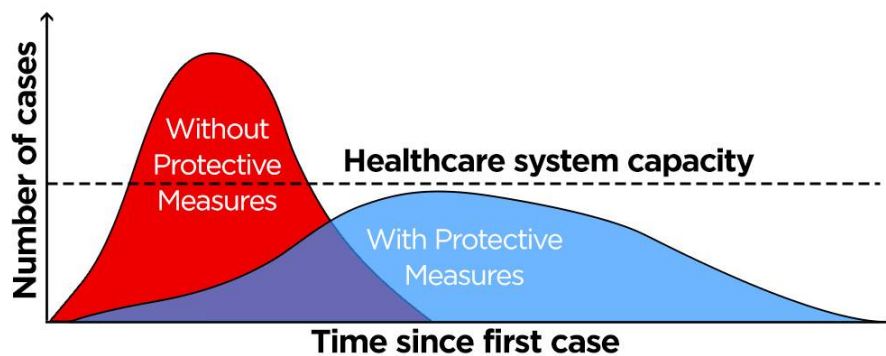 Number of cases
Without
Protective
Measures
Healthcare system capacity
With Protective
Measures
Time since first case